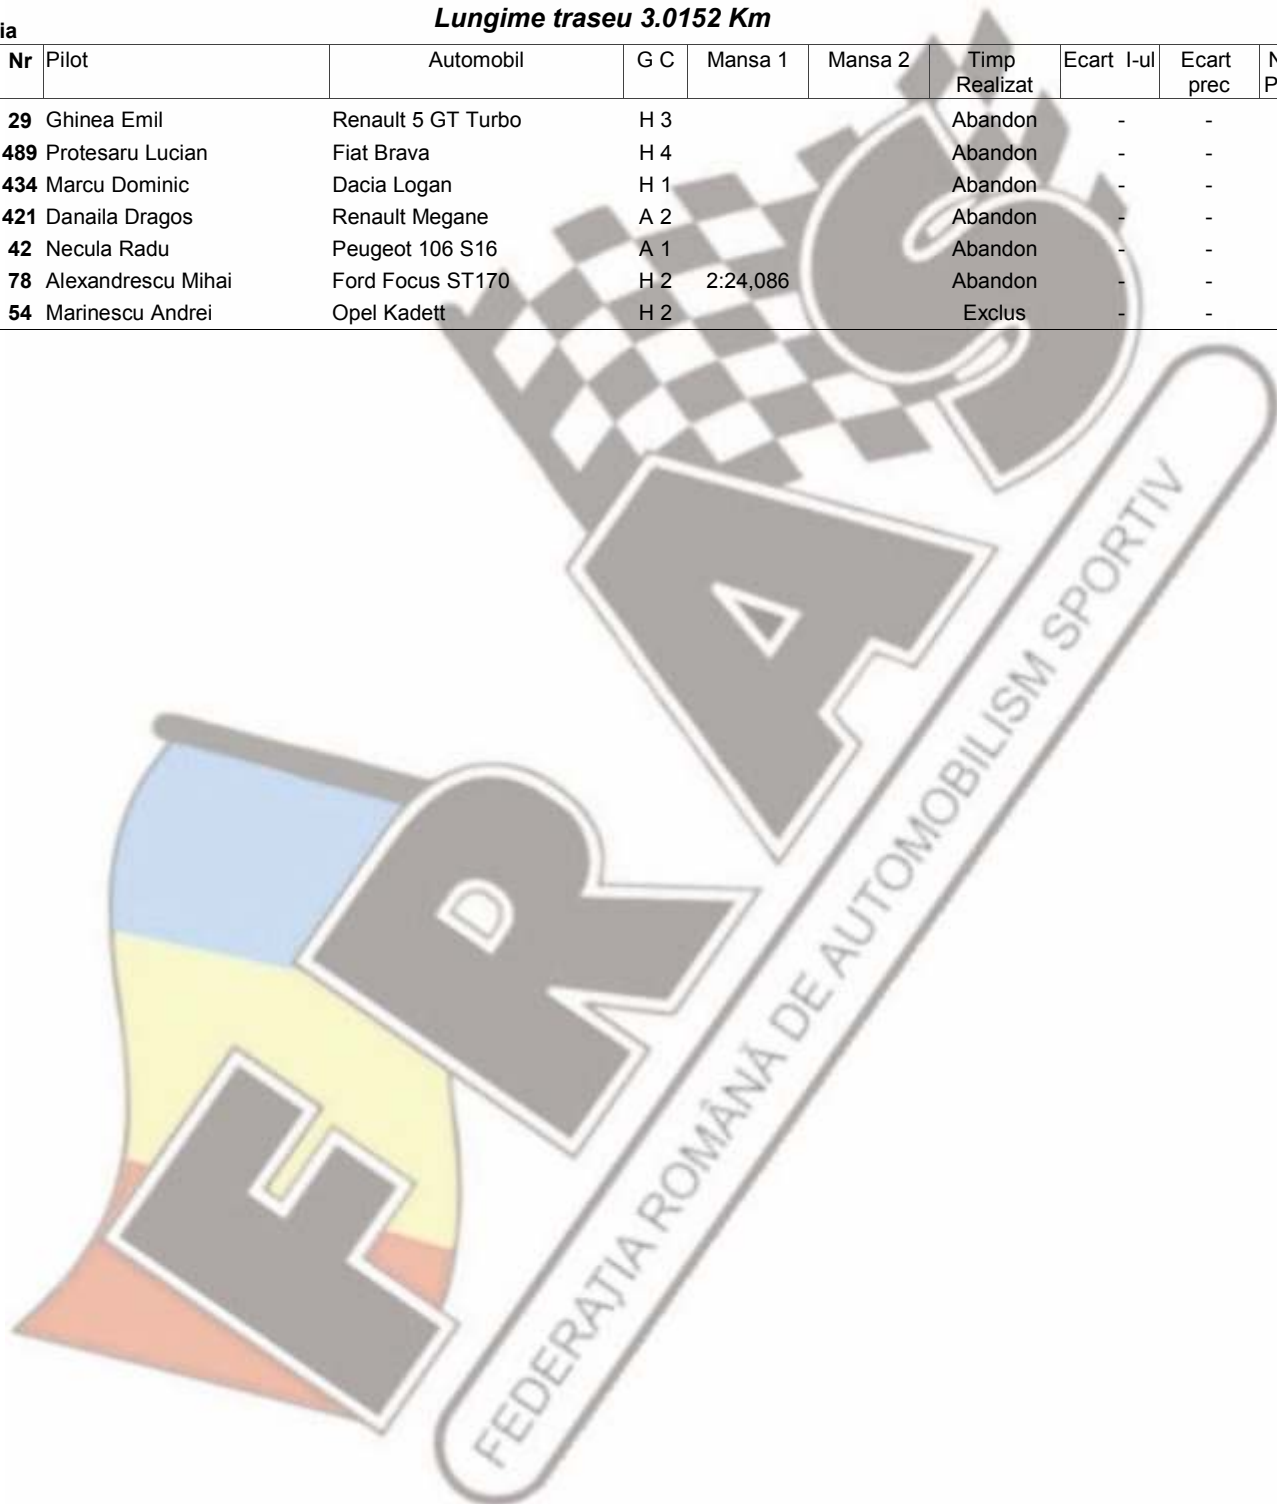 Lungime traseu 3.0152 Km
ia
Nr Pilot Automobil G C Mansa 1 Mansa 2 Timp Realizat Ecart I-ul Ecart prec
29 Ghinea Emil Renault 5 GT Turbo H 3 Abandon - -
489 Protesaru Lucian Fiat Brava H 4 Abandon - -
434 Marcu Dominic Dacia Logan H 1 Abandon - -
421 Danaila Dragos Renault Megane A 2 Abandon - -
42 Necula Radu Peugeot 106 S16 A 1 Abandon - -
78 Alexandrescu Mihai Ford Focus ST170 H 2 2:24,086 Abandon - -
54 Marinescu Andrei Opel Kadett H 2 Exclus - -
FRAS
FEDERAŢIA ROMÂNĂ DE AUTOMOBILISM SPORTIV